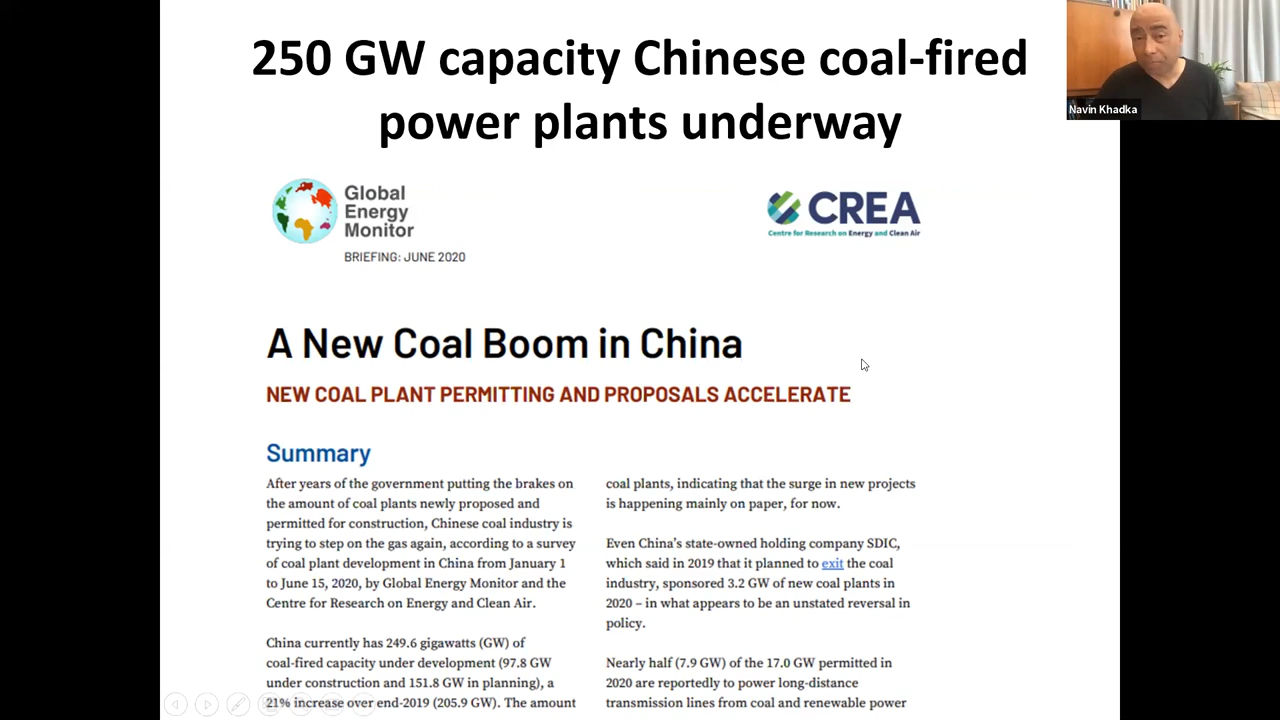 250 GW capacity Chinese coal-fired
power plants underway
Navin Khadka
Global
Energy
Monitor
BRIEFING: JUNE 2020
CREA
Centre for Research on Energy and Clean Air
A New Coal Boom in China
NEW COAL PLANT PERMITTING AND PROPOSALS ACCELERATE
Summary
After years of the government putting the brakes on
the amount of coal plants newly proposed and
permitted for construction, Chinese coal industry is
trying to step on the gas again, according to a survey
of coal plant development in China from January 1
to June 15, 2020, by Global Energy Monitor and the
Centre for Research on Energy and Clean Air.
China currently has 249.6 gigawatts (GW) of
coal-fired capacity under development (97.8 GW
under construction and 151.8 GW in planning), a
21% increase over end-2019 (205.9 GW). The amount
coal plants, indicating that the surge in new projects
is happening mainly on paper, for now.
Even China's state-owned holding company SDIC,
which said in 2019 that it planned to exit the coal
industry, sponsored 3.2 GW of new coal plants in
2020 – in what appears to be an unstated reversal in
policy.
Nearly half (7.9 GW) of the 17.0 GW permitted in
2020 are reportedly to power long-distance
transmission lines from coal and renewable power